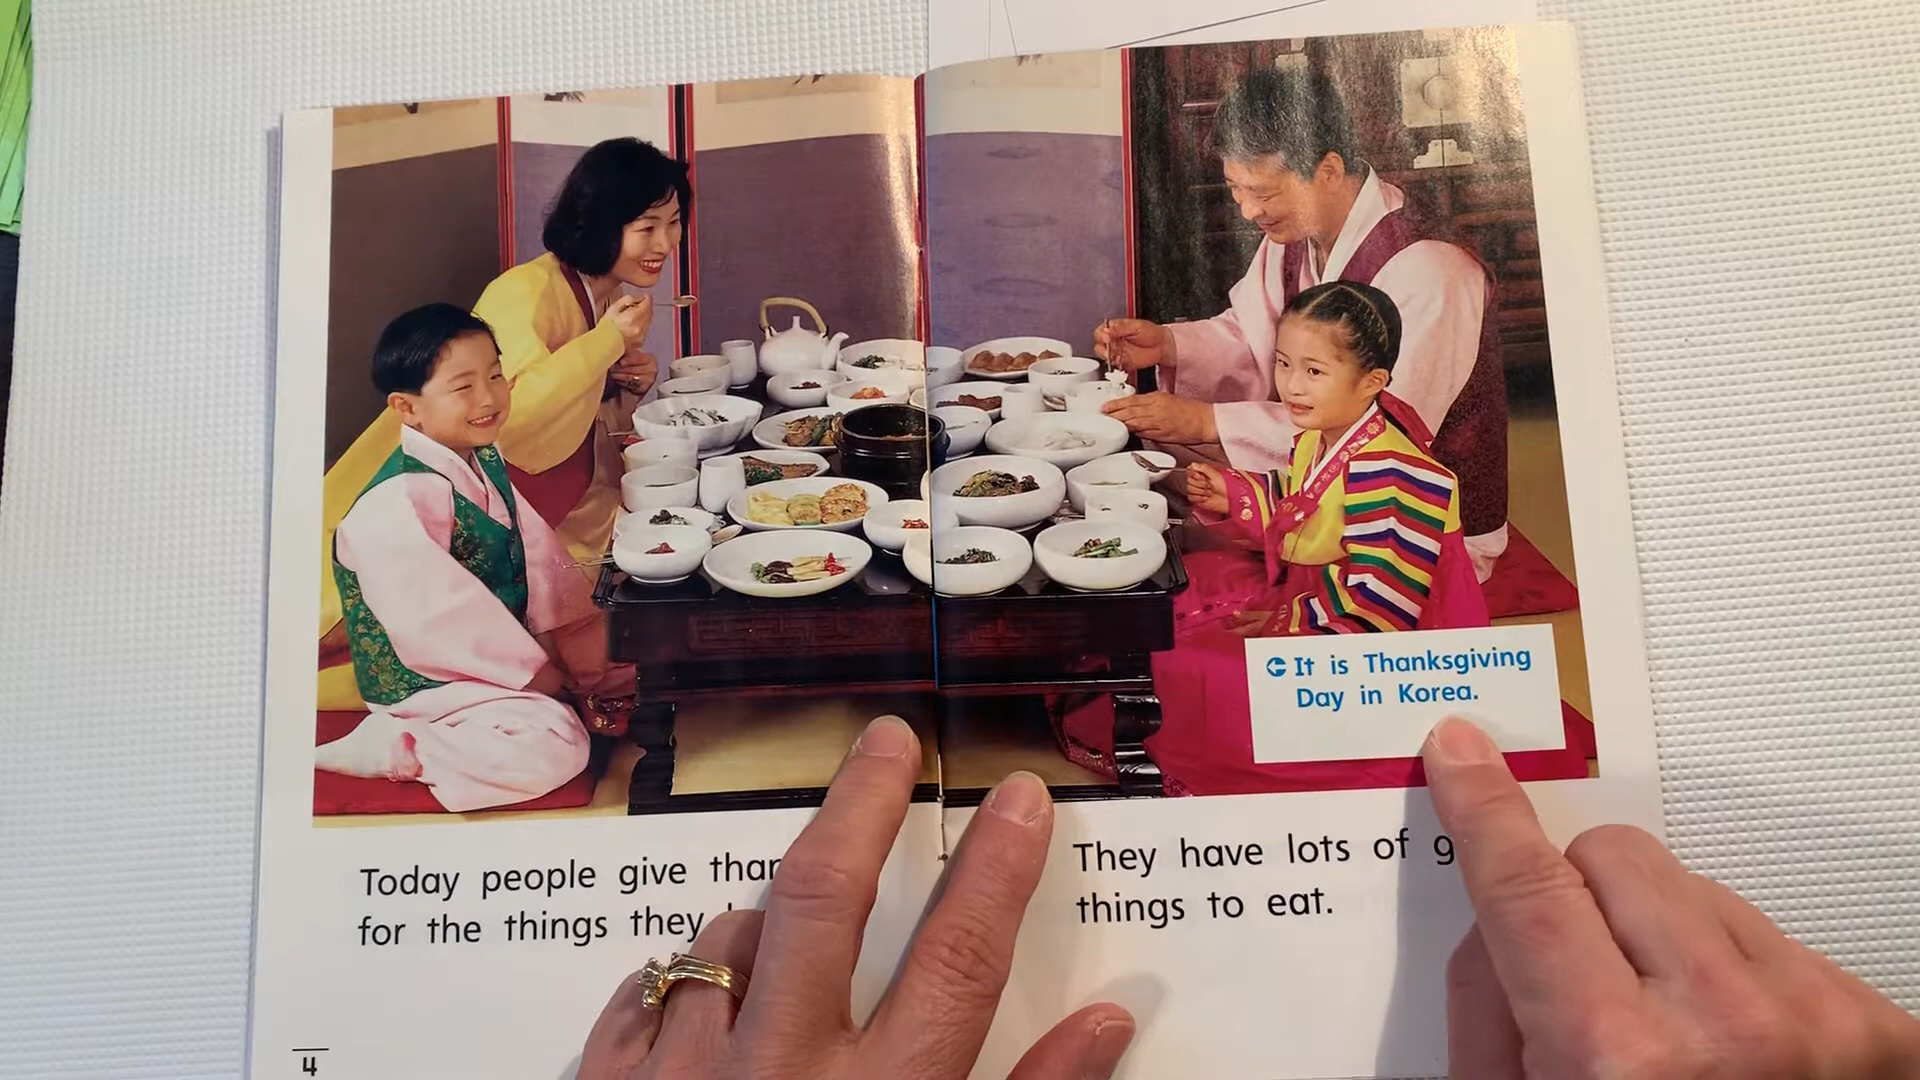 It is Thanksgiving
Day in Korea.
Today people give
for the things they
They have lots of
things to eat.
4